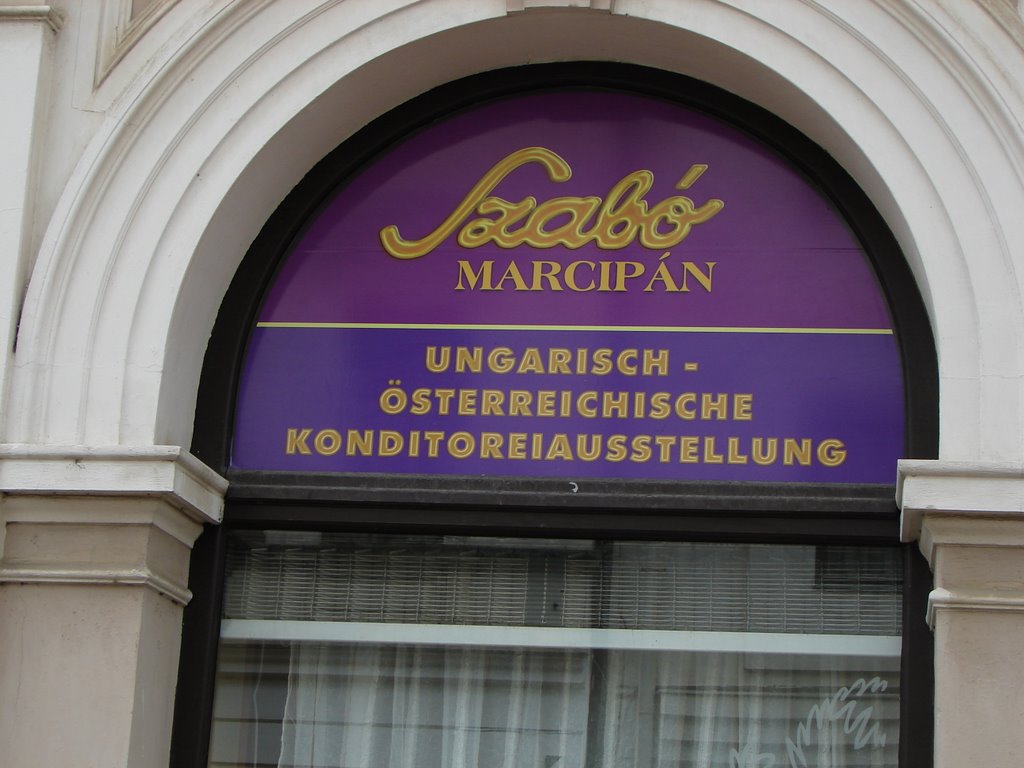 Szabó
MARCIPÁN
UNGARISCH -
ÖSTERREICHISCHE
KONDITOREIAUSSTELLUNG